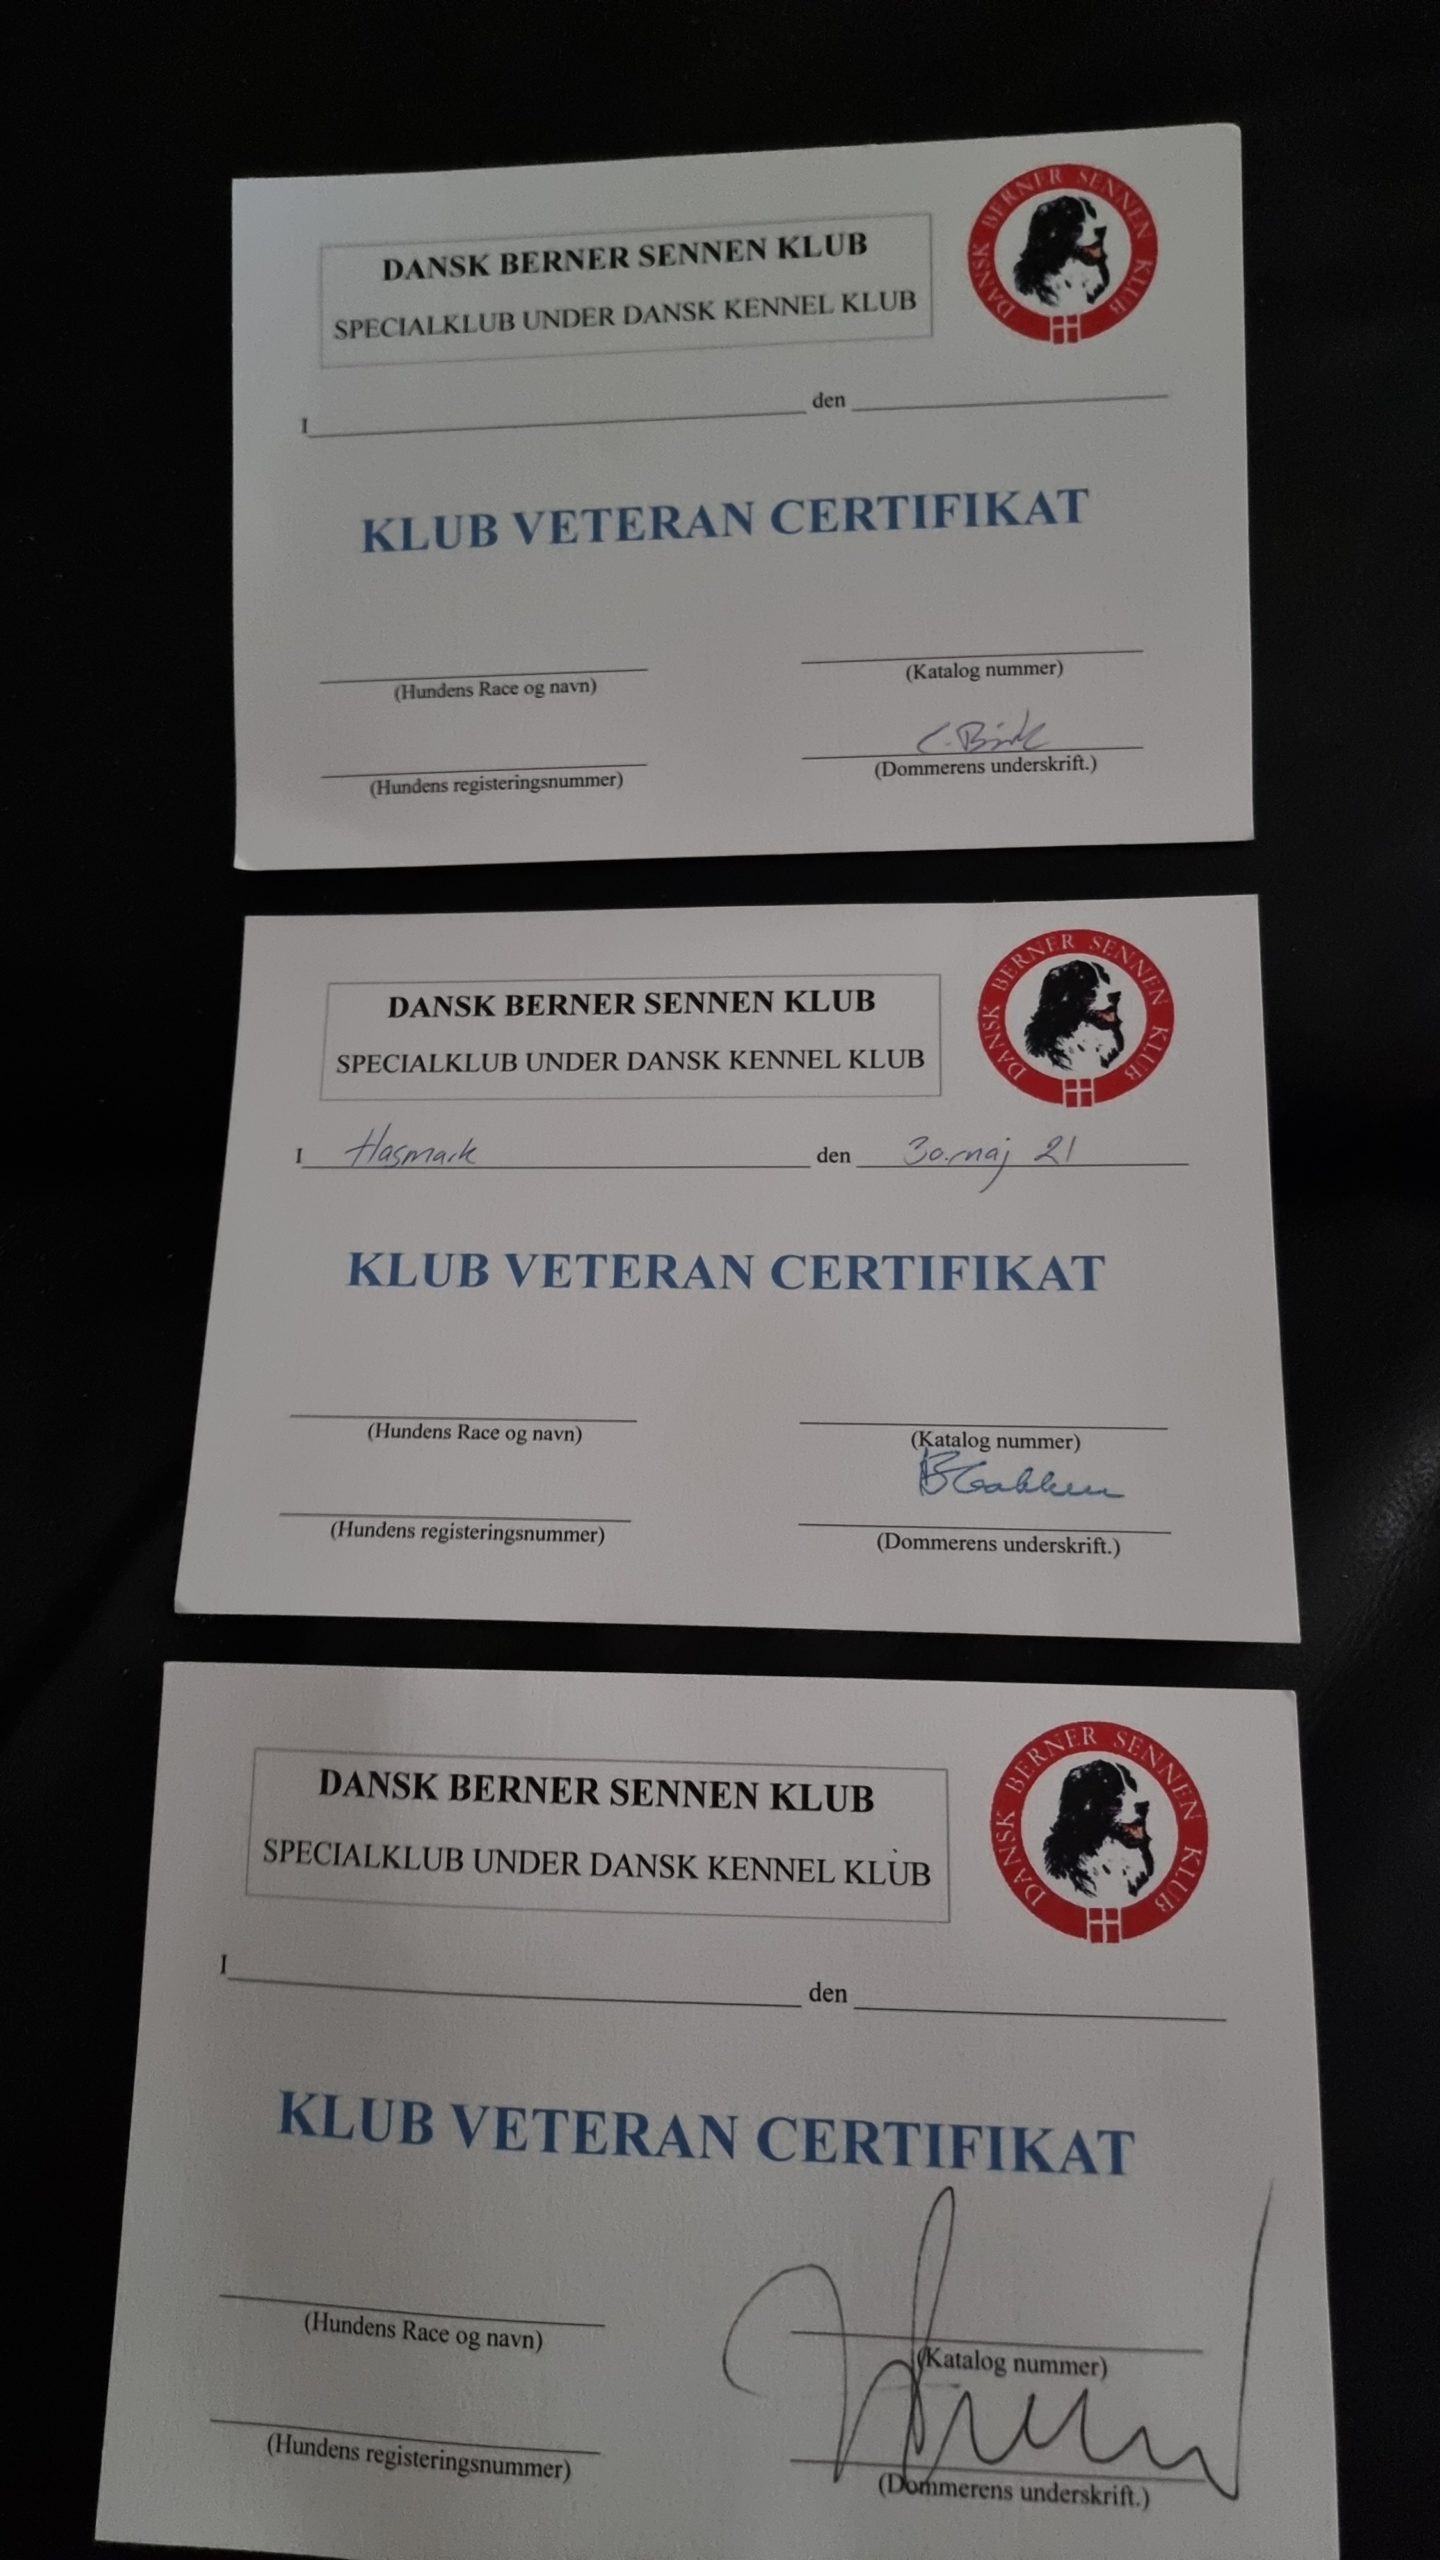 DANSK BERNER SENNEN KLUB
SPECIALKLUB UNDER DANSK KENNEL KLUB
DANSK BERNER SENNEN KLUB
I den
KLUB VETERAN CERTIFIKAT
(Hundens Race og navn)
(Katalog nummer)
C. Birk
(Hundens registeringsnummer)
(Dommerens underskrift.)
DANSK BERNER SENNEN KLUB
SPECIALKLUB UNDER DANSK KENNEL KLUB
DANSK BERNER SENNEN KLUB
I Hasmark den 30. maj 21
KLUB VETERAN CERTIFIKAT
(Hundens Race og navn)
(Katalog nummer)
(Hundens registeringsnummer)
(Dommerens underskrift.)
DANSK BERNER SENNEN KLUB
SPECIALKLUB UNDER DANSK KENNEL KLUB
DANSK BERNER SENNEN KLUB
I den
KLUB VETERAN CERTIFIKAT
(Hundens Race og navn)
(Katalog nummer)
(Hundens registeringsnummer)
(Dommerens underskrift.)